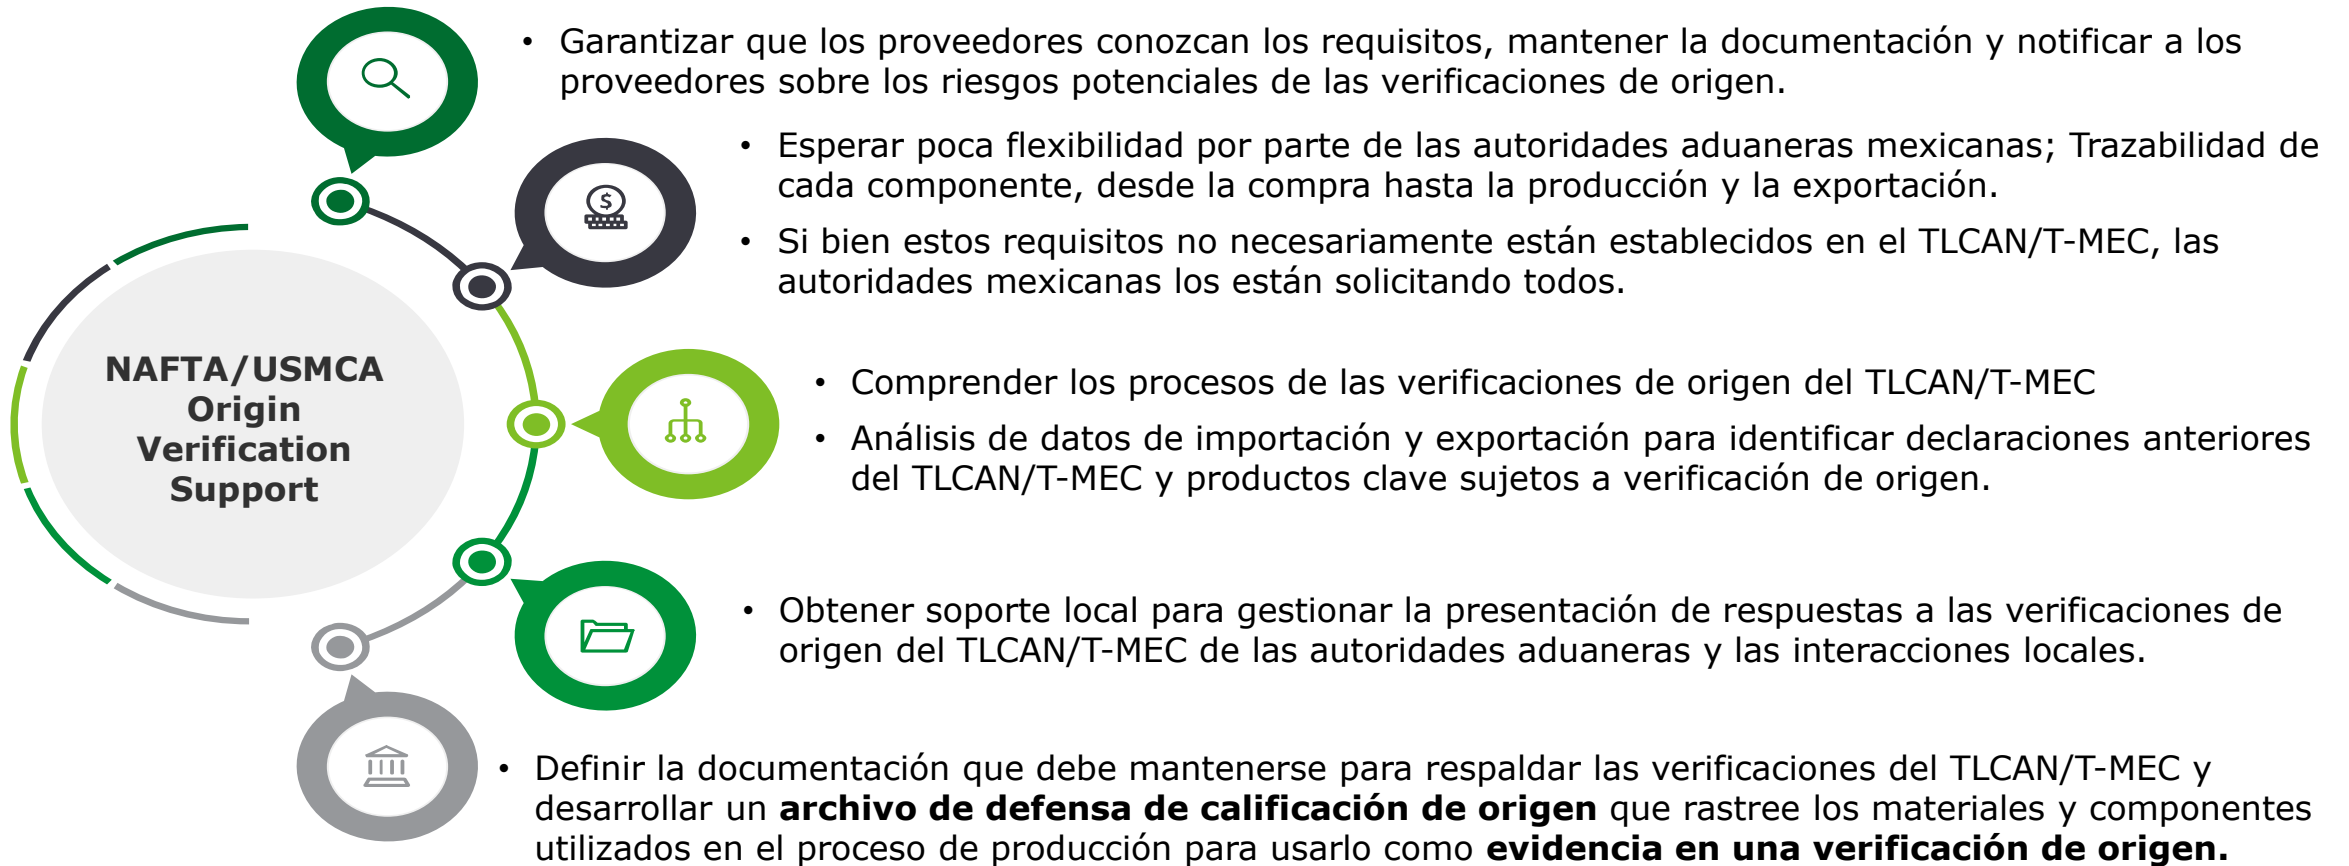 • Garantizar que los proveedores conozcan los requisitos, mantener la documentación y notificar a los
proveedores sobre los riesgos potenciales de las verificaciones de origen.
$
• Esperar poca flexibilidad por parte de las autoridades aduaneras mexicanas; Trazabilidad de
cada componente, desde la compra hasta la producción y la exportación.
• Si bien estos requisitos no necesariamente están establecidos en el TLCAN/T-MEC, las
autoridades mexicanas los están solicitando todos.
NAFTA/USMCA
Origin
Verification
Support
• Comprender los procesos de las verificaciones de origen del TLCAN/T-MEC
• Análisis de datos de importación y exportación para identificar declaraciones anteriores
del TLCAN/T-MEC y productos clave sujetos a verificación de origen.
• Obtener soporte local para gestionar la presentación de respuestas a las verificaciones de
origen del TLCAN/T-MEC de las autoridades aduaneras y las interacciones locales.
• Definir la documentación que debe mantenerse para respaldar las verificaciones del TLCAN/T-MEC y
desarrollar un archivo de defensa de calificación de origen que rastree los materiales y componentes
utilizados en el proceso de producción para usarlo como evidencia en una verificación de origen.